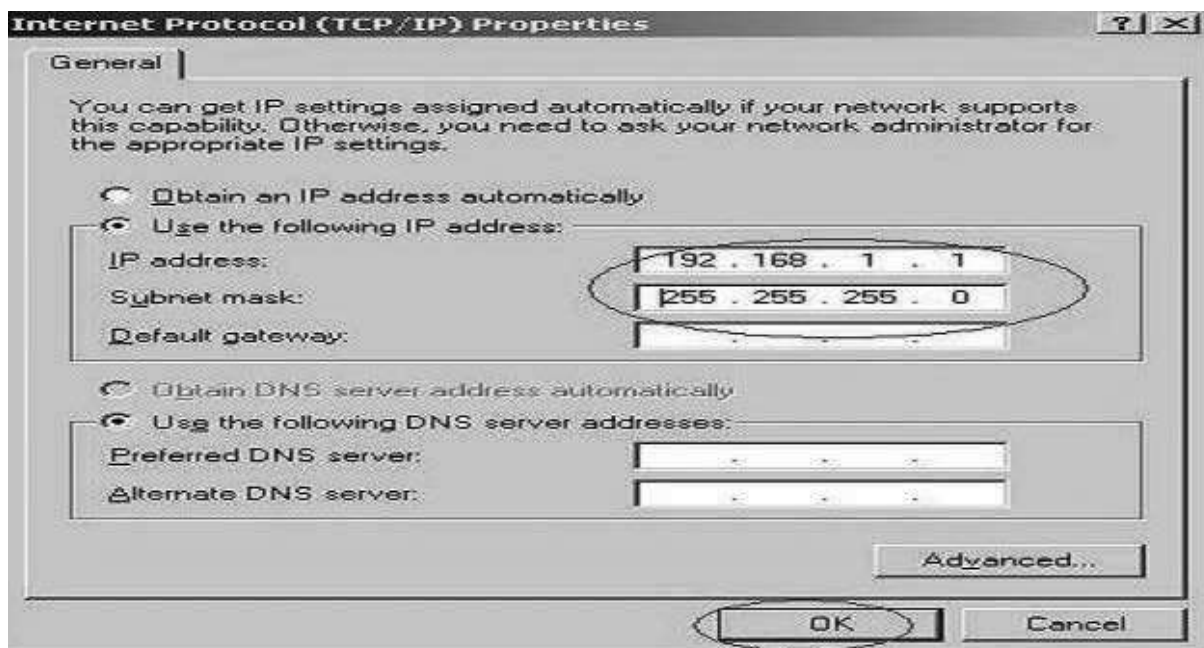 Internet Protocol (TCP/IP) Properties
General
You can get IP settings assigned automatically if your network supports
this capability. Otherwise, you need to ask your network administrator for
the appropriate IP settings.
Obtain an IP address automatically
Use the following IP address:
IP address: 192 . 168 . 1 . 1
Subnet mask: 255 . 255 . 255 . 0
Default gateway: . . .
Obtain DNS server address automatically
Use the following DNS server addresses:
Preferred DNS server: . . .
Alternate DNS server: . . .
Advanced...
OK Cancel